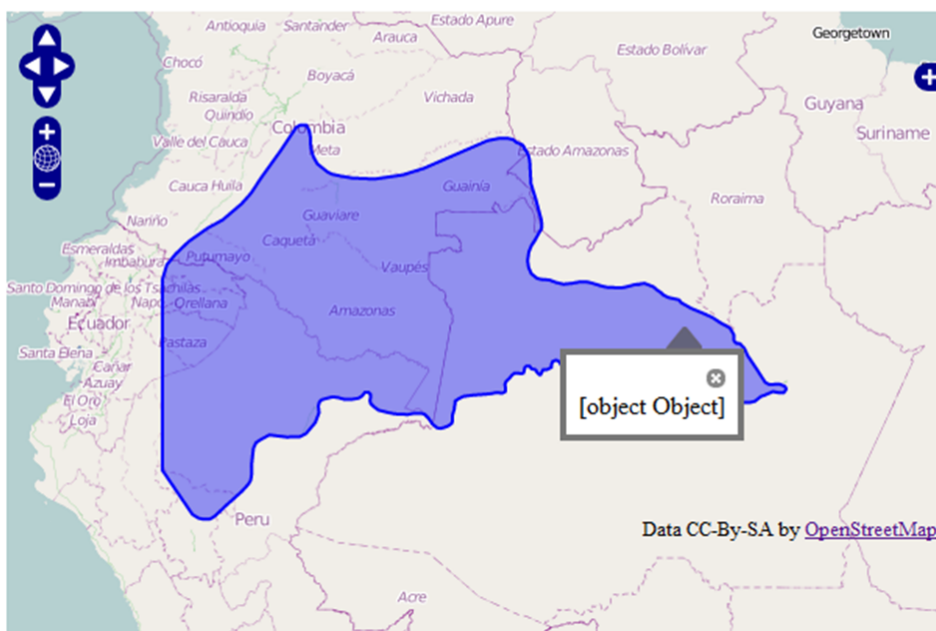 Estado Apure
Antioquia Santander
Arauca
Georgetown
Estado Bolívar
Chocó
Boyacá
Risaralda
Vichada
Guyana
Quindío
Colombia
Suriname
Valle del Cauca
Meta
Estado Amazonas
Cauca Huila
Guainía
Roraima
Nariño
Guaviare
Esmeraldas
Caquetá
Imbabura
Putumayo
Vaupés
Santo Domingo de los Tsáchilas
Manabí
Napo
Orellana
Amazonas
Ecuador
Pastaza
Santa Elena
Cañar
Azuay
[object Object]
El Oro
Loja
Peru
Data CC-By-SA by OpenStreetMap
Acre